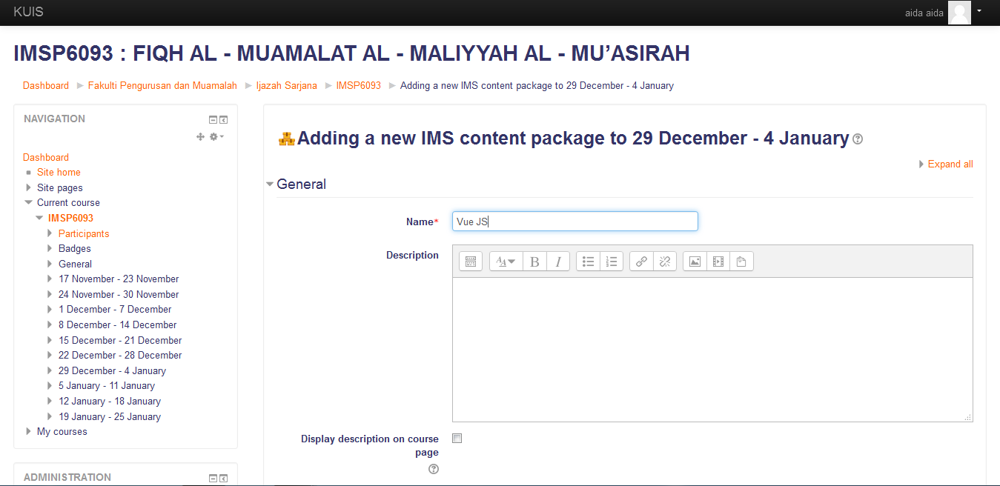 KUIS
aida aida
IMSP6093 : FIQH AL - MUAMALAT AL - MALIYYAH AL - MU’ASIRAH
Dashboard
Fakulti Pengurusan dan Muamalah
Ijazah Sarjana
IMSP6093
Adding a new IMS content package to 29 December - 4 January
NAVIGATION
Dashboard
Site home
Site pages
Current course
IMSP6093
Participants
Badges
General
17 November - 23 November
24 November - 30 November
1 December - 7 December
8 December - 14 December
15 December - 21 December
22 December - 28 December
29 December - 4 January
5 January - 11 January
12 January - 18 January
19 January - 25 January
My courses
ADMINISTRATION
Adding a new IMS content package to 29 December - 4 January
Expand all
General
Name*
Vue JS
Description
Display description on course
page